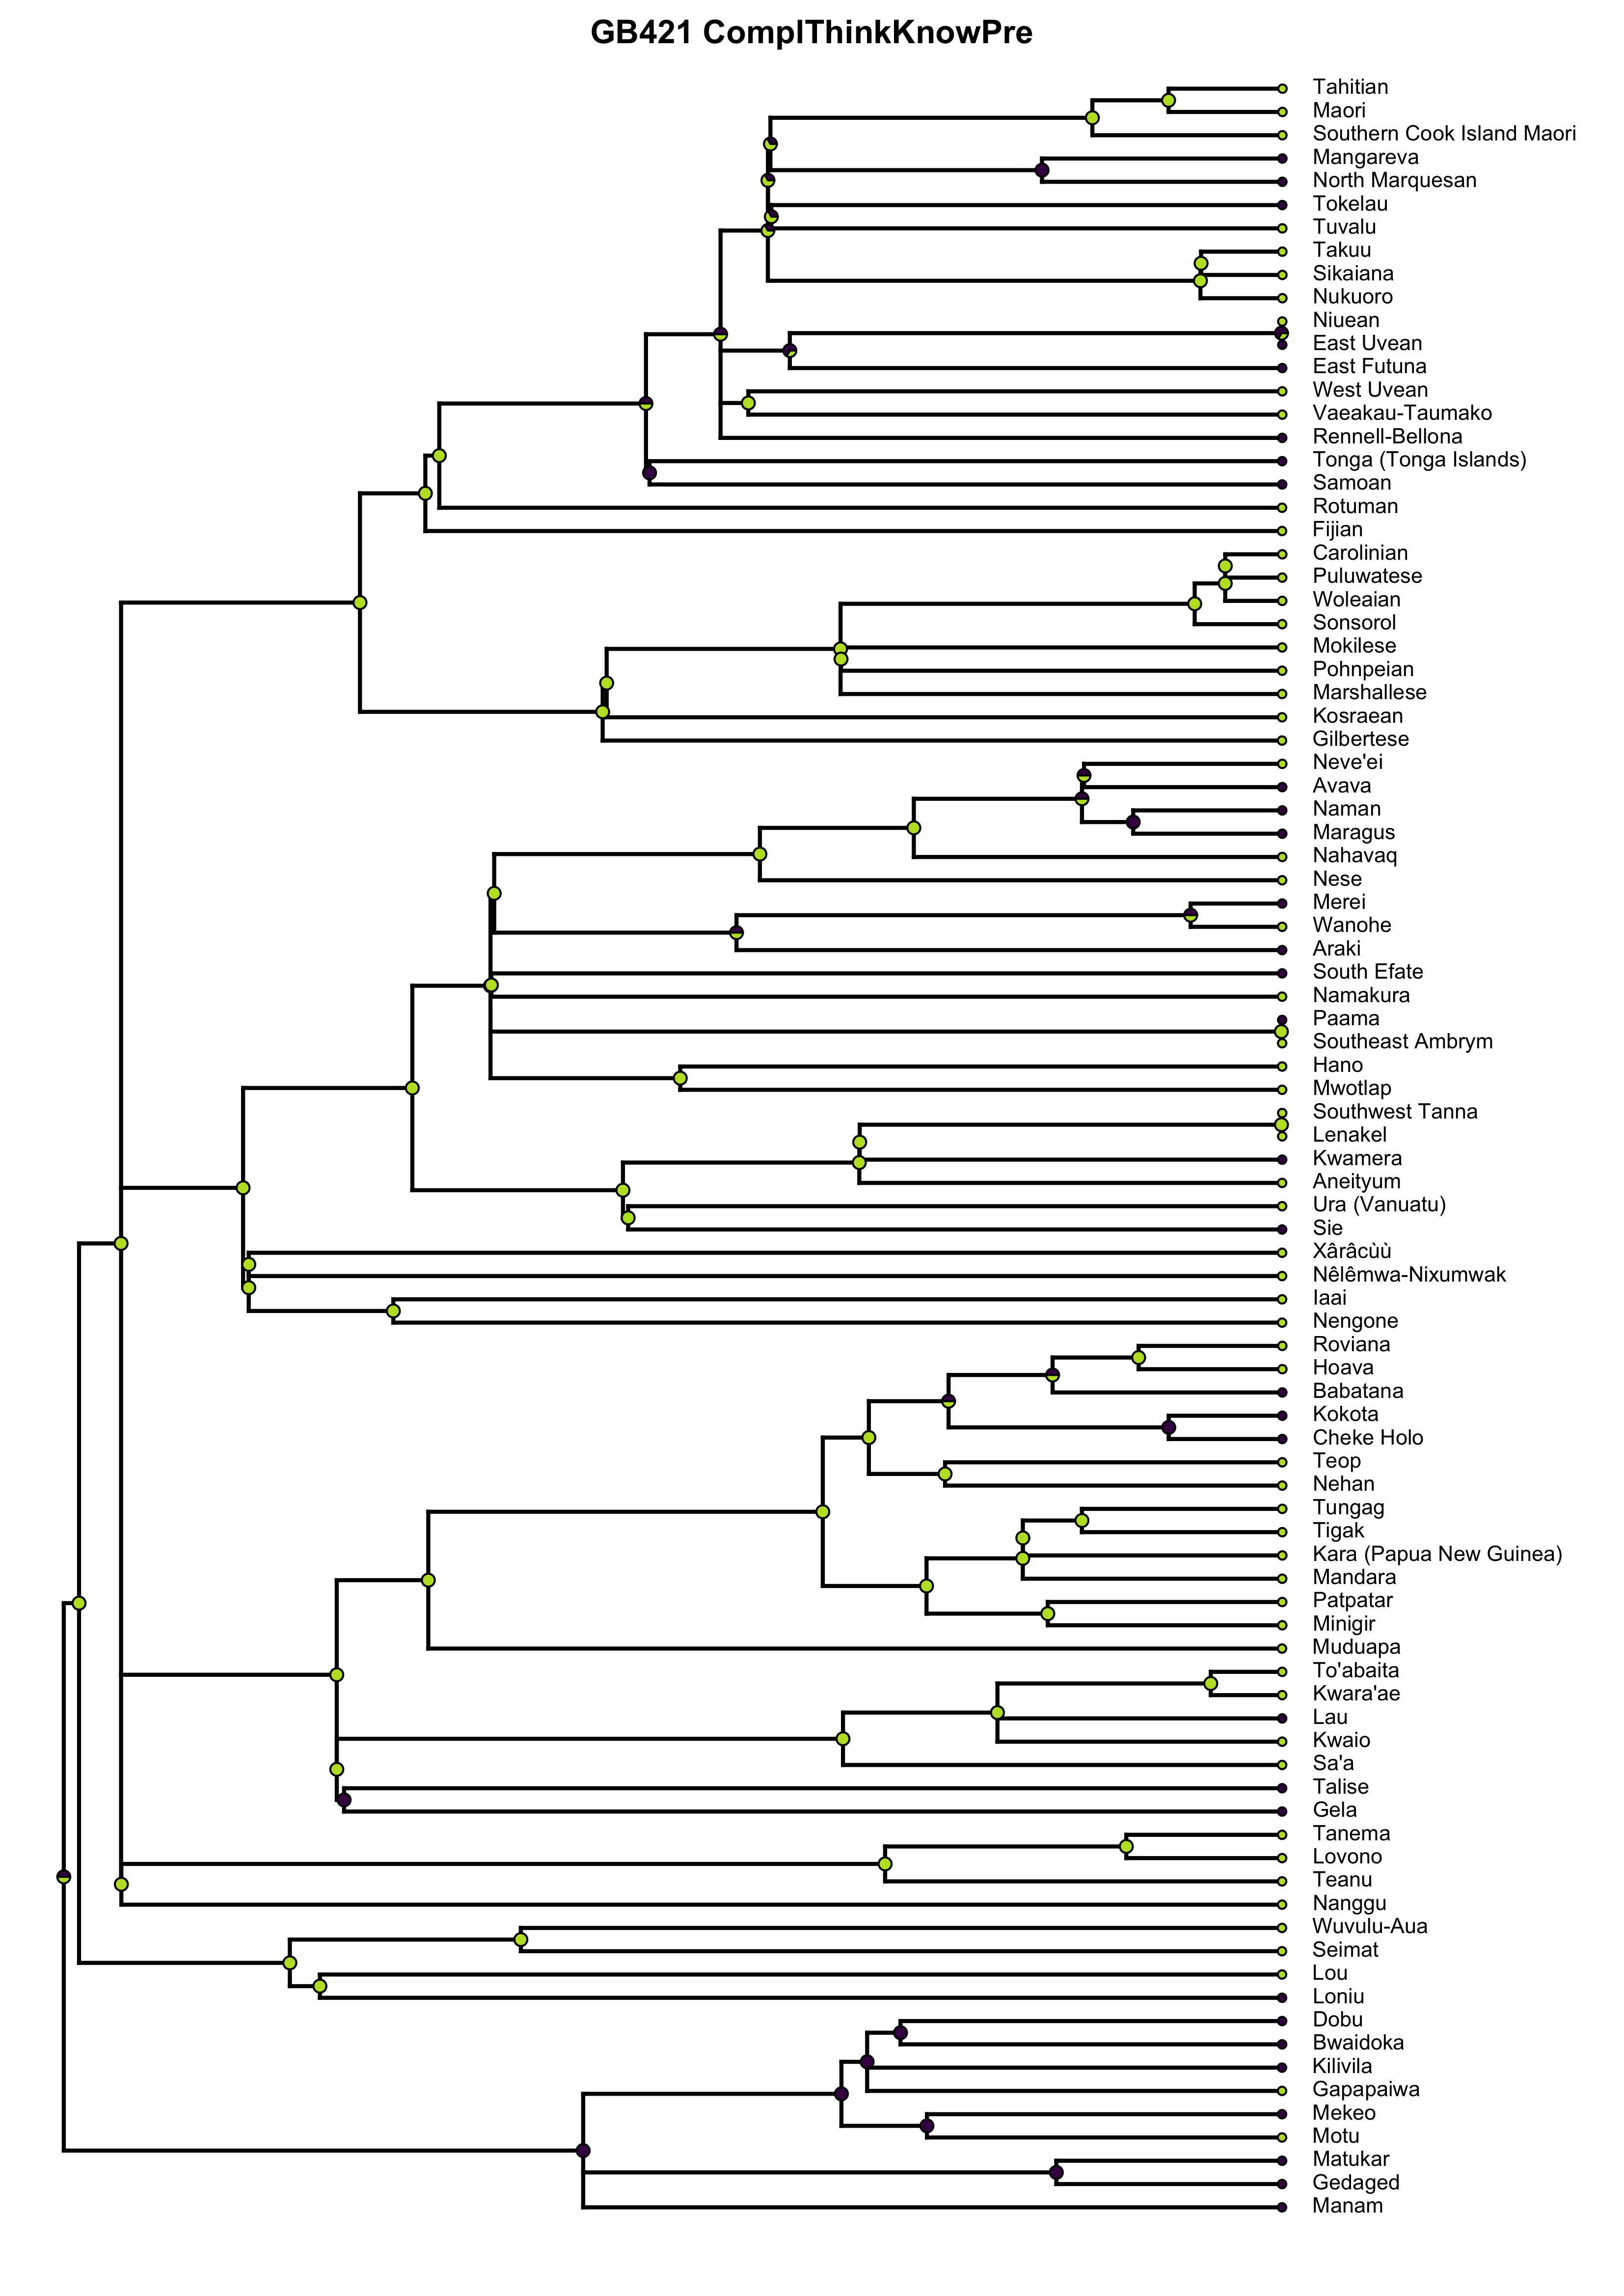 GB421 ComplThinkKnowPre
Tahitian
Maori
Southern Cook Island Maori
Mangareva
North Marquesan
Tokelau
Tuvalu
Takuu
Sikaiana
Nukuoro
Niuean
East Uvean
East Futuna
West Uvean
Vaeakau-Taumako
Rennell-Bellona
Tonga (Tonga Islands)
Samoan
Rotuman
Fijian
Carolinian
Puluwatese
Woleaian
Sonsorol
Mokilese
Pohnpeian
Marshallese
Kosraean
Gilbertese
Neve'ei
Avava
Naman
Maragus
Nahavaq
Nese
Merei
Wanohe
Araki
South Efate
Namakura
Paama
Southeast Ambrym
Hano
Mwotlap
Southwest Tanna
Lenakel
Kwamera
Aneityum
Ura (Vanuatu)
Sie
Xârâcùù
Nêlêmwa-Nixumwak
Iaai
Nengone
Roviana
Hoava
Babatana
Kokota
Cheke Holo
Teop
Nehan
Tungag
Tigak
Kara (Papua New Guinea)
Mandara
Patpatar
Minigir
Muduapa
To'abaita
Kwara'ae
Lau
Kwaio
Sa'a
Talise
Gela
Tanema
Lovono
Teanu
Nanggu
Wuvulu-Aua
Seimat
Lou
Loniu
Dobu
Bwaidoka
Kilivila
Gapapaiwa
Mekeo
Motu
Matukar
Gedaged
Manam